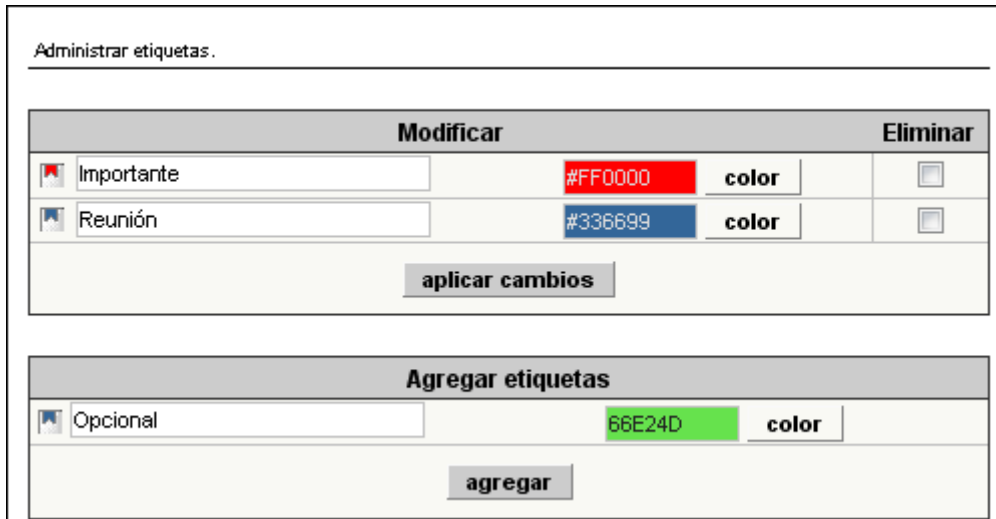 Administrar etiquetas.
Modificar Eliminar
Importante #FF0000 color
Reunión #336699 color
aplicar cambios
Agregar etiquetas
Opcional 66E24D color
agregar